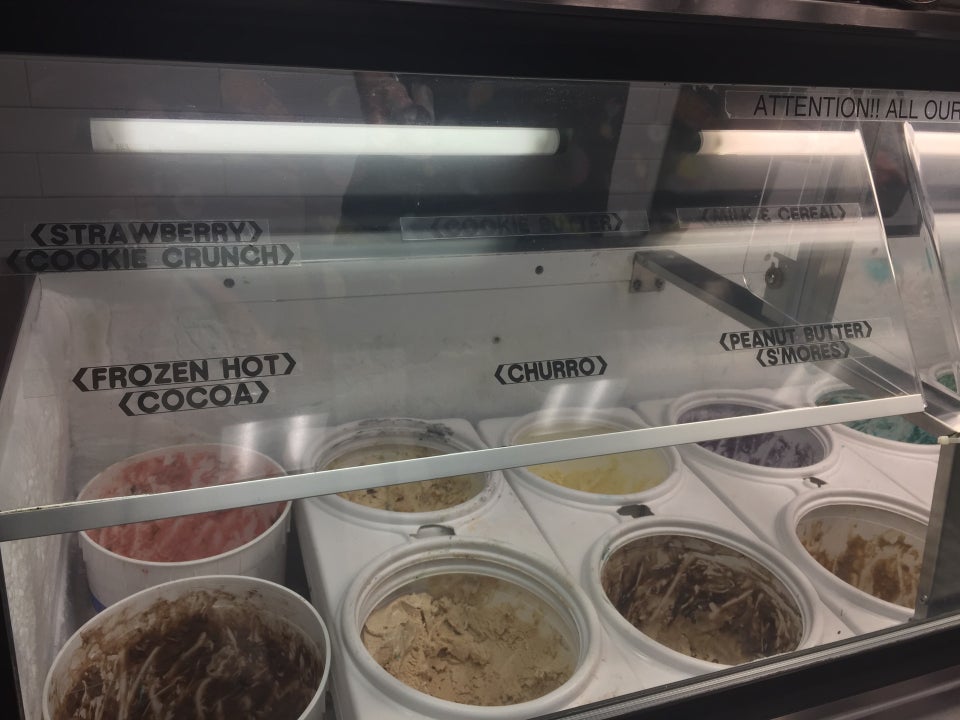 ATTENTION!! ALL OUR
<STRAWBERRY>
<COOKIE CRUNCH>
<COOKIE BUTTER>
<MILK & CEREAL>
<FROZEN HOT>
<COCOA>
<CHURRO>
<PEANUT BUTTER>
<S'MORES>